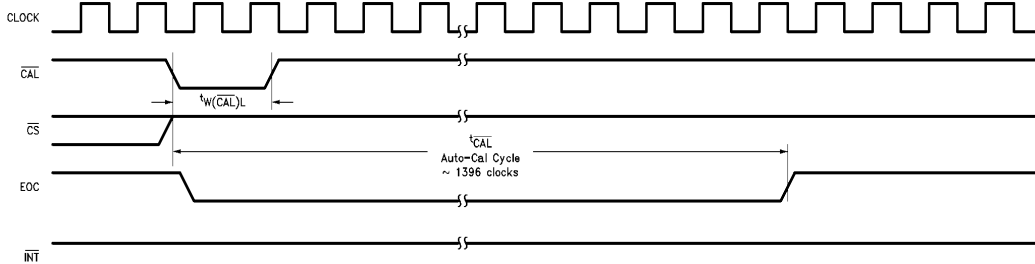 CLOCK
CAL
tW(CAL)L
CS
tCAL
Auto-Cal Cycle
~ 1396 clocks
EOC
INT